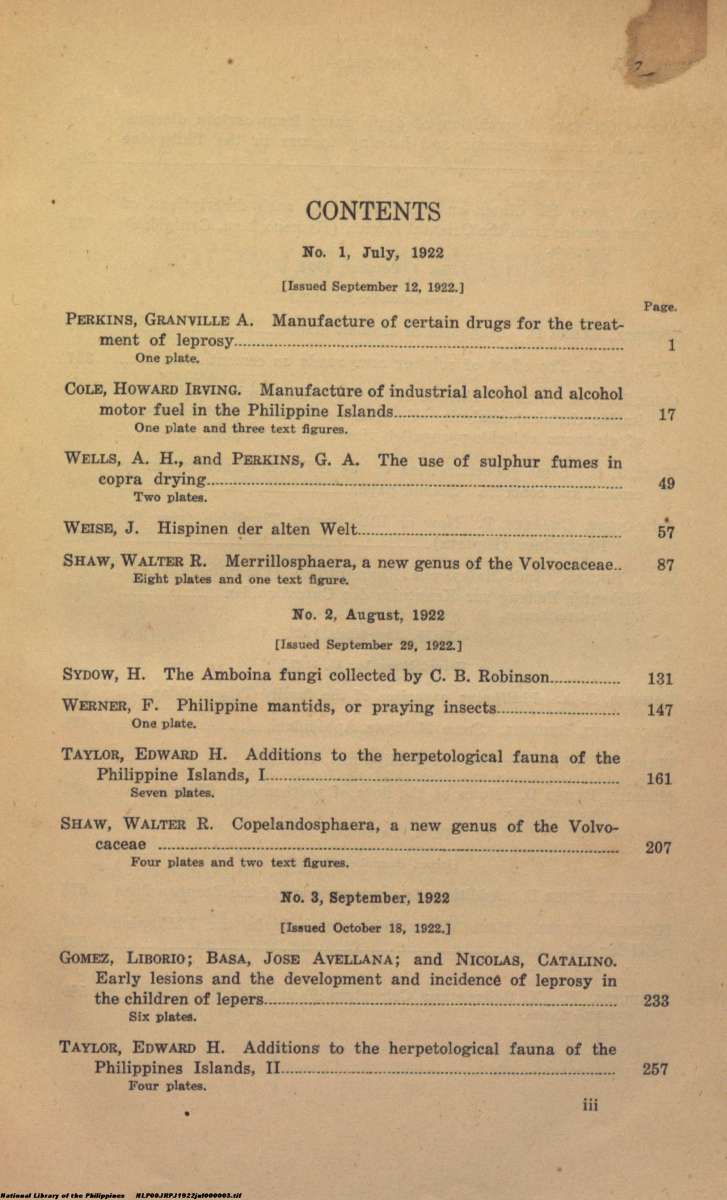 CONTENTS
No. 1, July, 1922
[Issued September 12, 1922.]
Page.
PERKINS, GRANVILLE A. Manufacture of certain drugs for the treat-
ment of leprosy 1
One plate.
COLE, HOWARD IRVING. Manufacture of industrial alcohol and alcohol
motor fuel in the Philippine Islands 17
One plate and three text figures.
WELLS, A. H., and PERKINS, G. A. The use of sulphur fumes in
copra drying 49
Two plates.
WEISE, J. Hispinen der alten Welt 57
SHAW, WALTER R. Merrillosphaera, a new genus of the Volvocaceae.. 87
Eight plates and one text figure.
No. 2, August, 1922
[Issued September 29, 1922.]
SYDOW, H. The Amboina fungi collected by C. B. Robinson 131
WERNER, F. Philippine mantids, or praying insects 147
One plate.
TAYLOR, EDWARD H. Additions to the herpetological fauna of the
Philippine Islands, I 161
Seven plates.
SHAW, WALTER R. Copelandosphaera, a new genus of the Volvo-
caceae 207
Four plates and two text figures.
No. 3, September, 1922
[Issued October 18, 1922.]
GOMEZ, LIBORIO; BASA, JOSE AVELLANA; and NICOLAS, CATALINO.
Early lesions and the development and incidence of leprosy in
the children of lepers 233
Six plates.
TAYLOR, EDWARD H. Additions to the herpetological fauna of the
Philippines Islands, II 257
Four plates.
iii
National Library of the Philippines NLP00JRPJ1922jul000003.tif